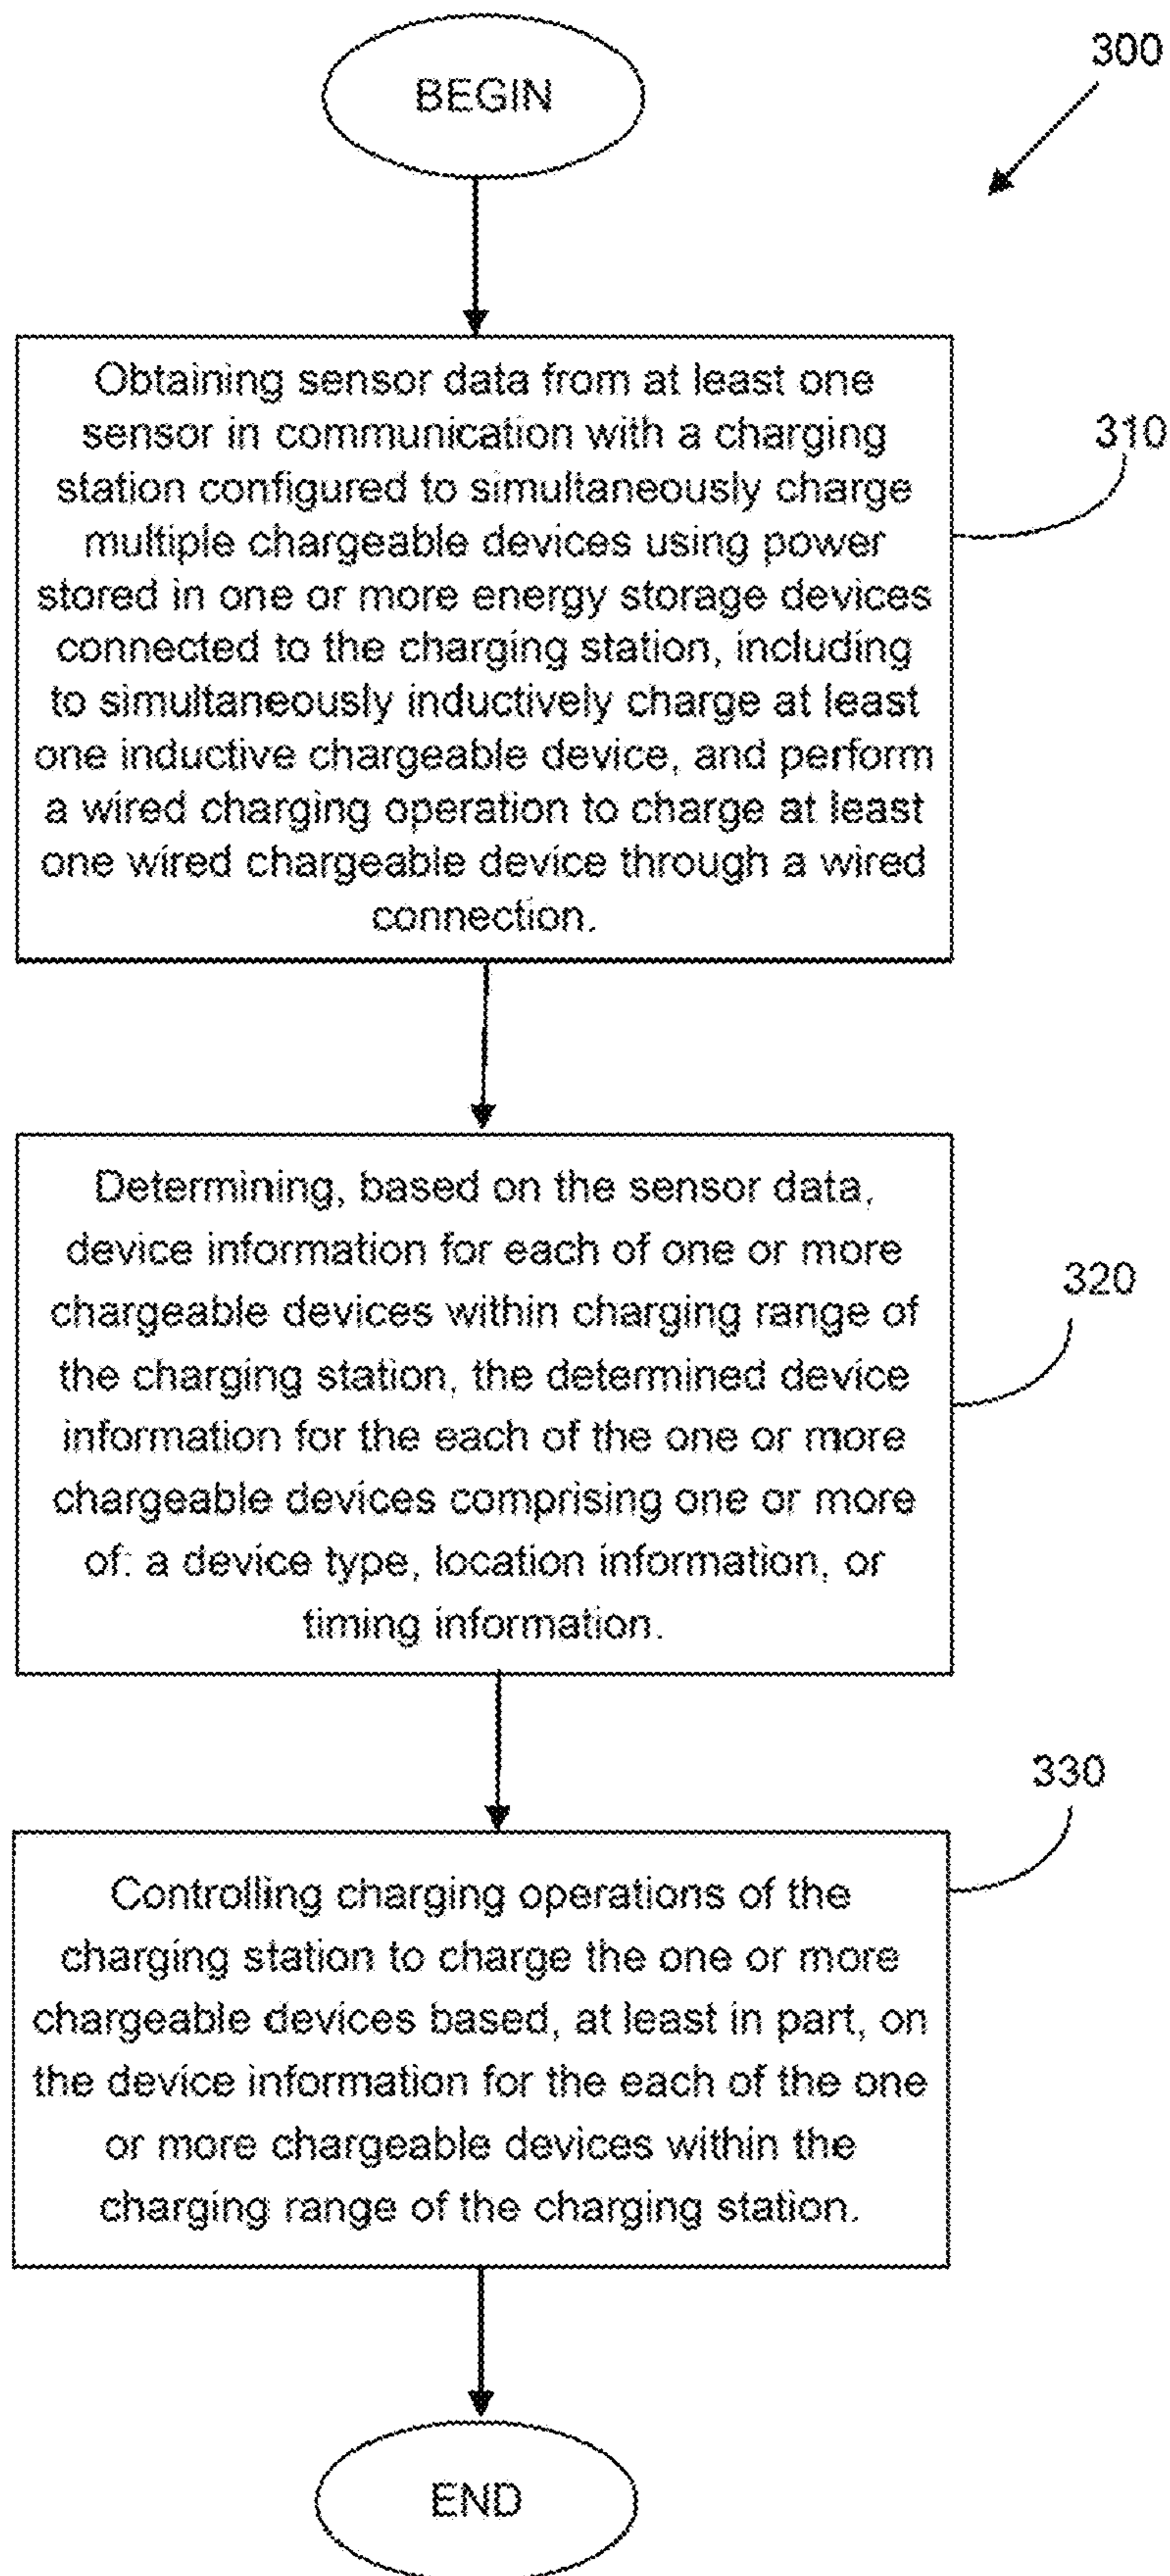 BEGIN
300
Obtaining sensor data from at least one
sensor in communication with a charging
station configured to simultaneously charge
multiple chargeable devices using power
stored in one or more energy storage devices
connected to the charging station, including
to simultaneously inductively charge at least
one inductive chargeable device, and perform
a wired charging operation to charge at least
one wired chargeable device through a wired
connection.
310
Determining, based on the sensor data,
device information for each of one or more
chargeable devices within charging range of
the charging station, the determined device
information for the each of the one or more
chargeable devices comprising one or more
of: a device type, location information, or
timing information.
320
Controlling charging operations of the
charging station to charge the one or more
chargeable devices based, at least in part, on
the device information for the each of the one
or more chargeable devices within the
charging range of the charging station.
330
END